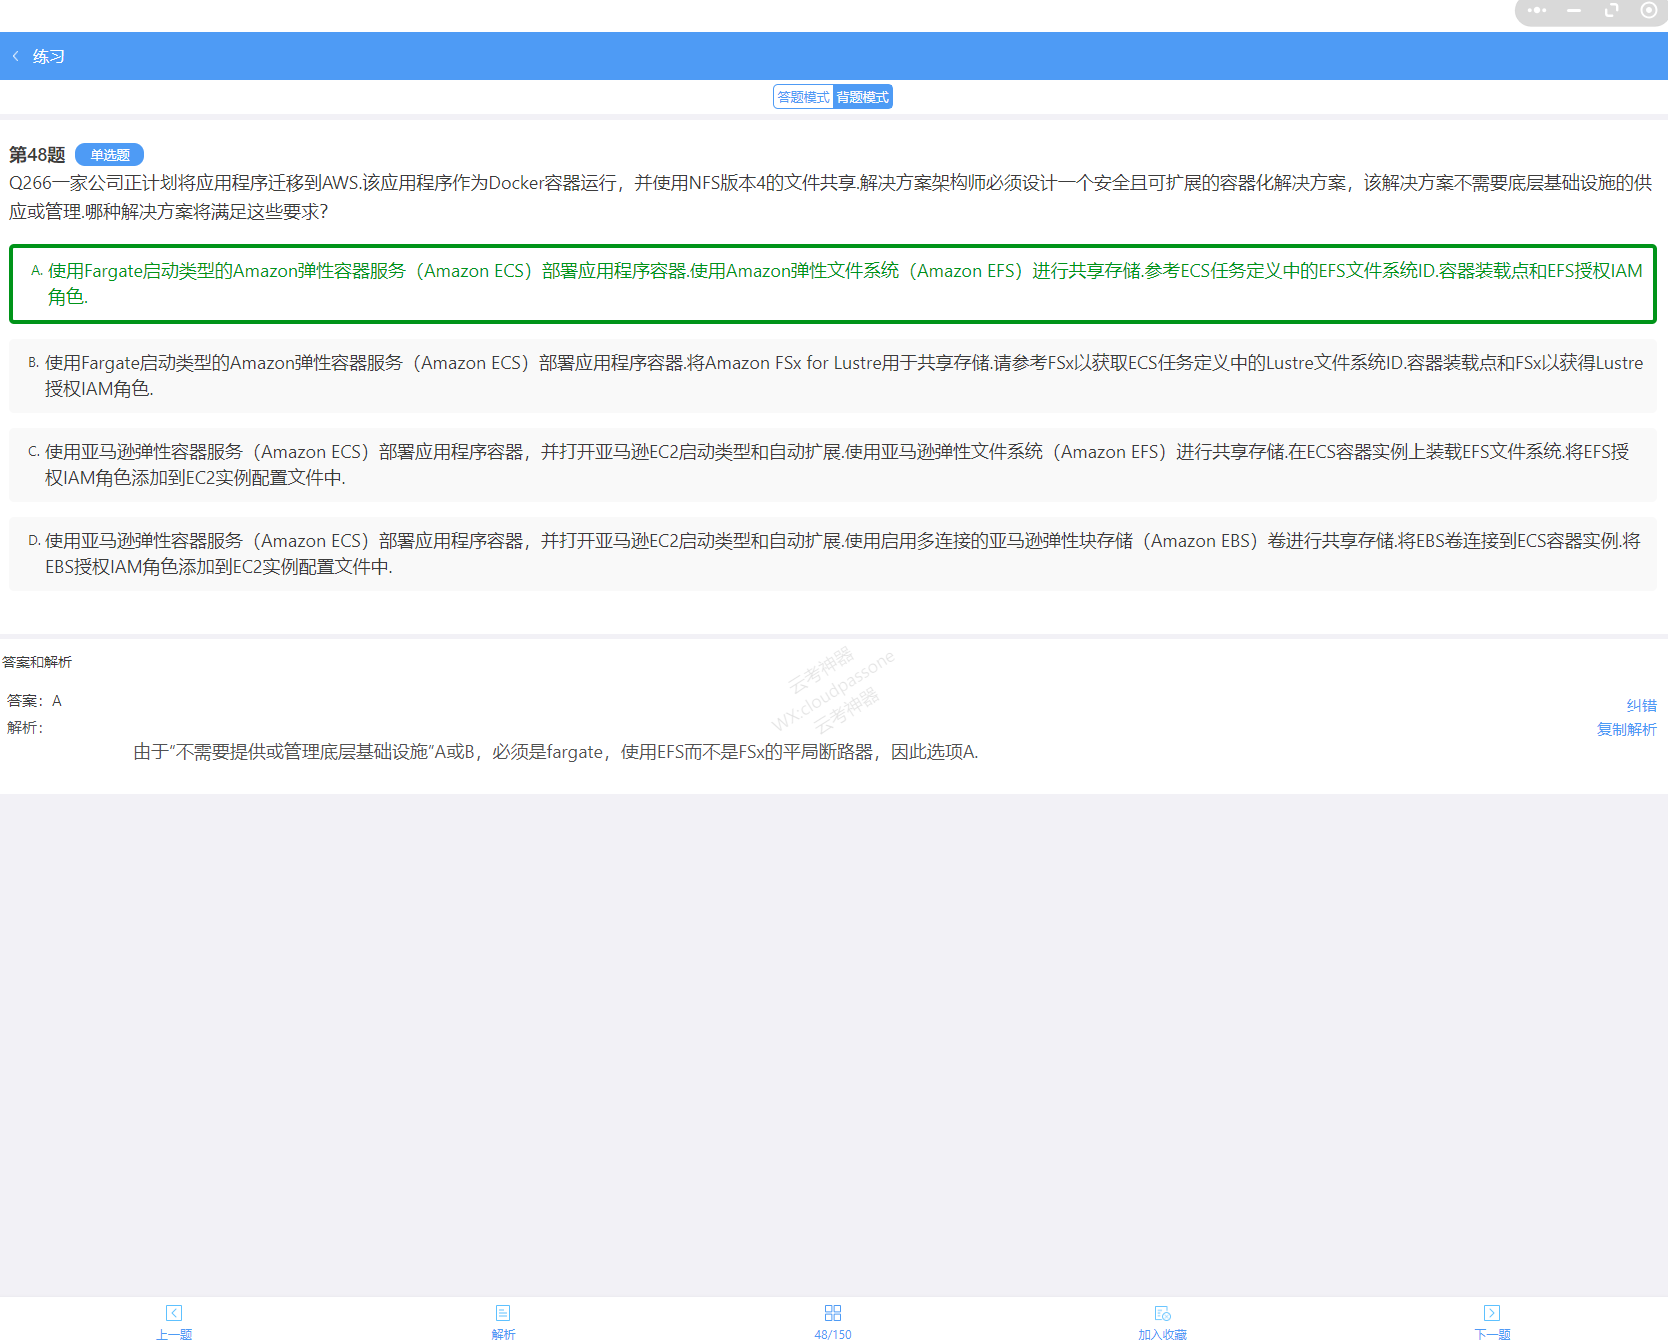 练习
答题模式 背题模式
第48题 单选题
Q266一家公司正计划将应用程序迁移到AWS.该应用程序作为Docker容器运行，并使用NFS版本4的文件共享.解决方案架构师必须设计一个安全且可扩展的容器化解决方案，该解决方案不需要底层基础设施的供
应或管理.哪种解决方案将满足这些要求？
A. 使用Fargate启动类型的Amazon弹性容器服务（Amazon ECS）部署应用程序容器.使用Amazon弹性文件系统（Amazon EFS）进行共享存储.参考ECS任务定义中的EFS文件系统ID.容器装载点和EFS授权IAM
角色.
B. 使用Fargate启动类型的Amazon弹性容器服务（Amazon ECS）部署应用程序容器.将Amazon FSx for Lustre用于共享存储.请参考FSx以获取ECS任务定义中的Lustre文件系统ID.容器装载点和FSx以获得Lustre
授权IAM角色.
C. 使用亚马逊弹性容器服务（Amazon ECS）部署应用程序容器，并打开亚马逊EC2启动类型和自动扩展.使用亚马逊弹性文件系统（Amazon EFS）进行共享存储.在ECS容器实例上装载EFS文件系统.将EFS授
权IAM角色添加到EC2实例配置文件中.
D. 使用亚马逊弹性容器服务（Amazon ECS）部署应用程序容器，并打开亚马逊EC2启动类型和自动扩展.使用启用多连接的亚马逊弹性块存储（Amazon EBS）卷进行共享存储.将EBS卷连接到ECS容器实例.将
EBS授权IAM角色添加到EC2实例配置文件中.
答案和解析
云考神器
WX:cloudpassone
云考神器
答案：A
纠错
解析：
复制解析
由于“不需要提供或管理底层基础设施”A或B，必须是fargate，使用EFS而不是FSx的平局断路器，因此选项A.
上一题 解析 48/150 加入收藏 下一题